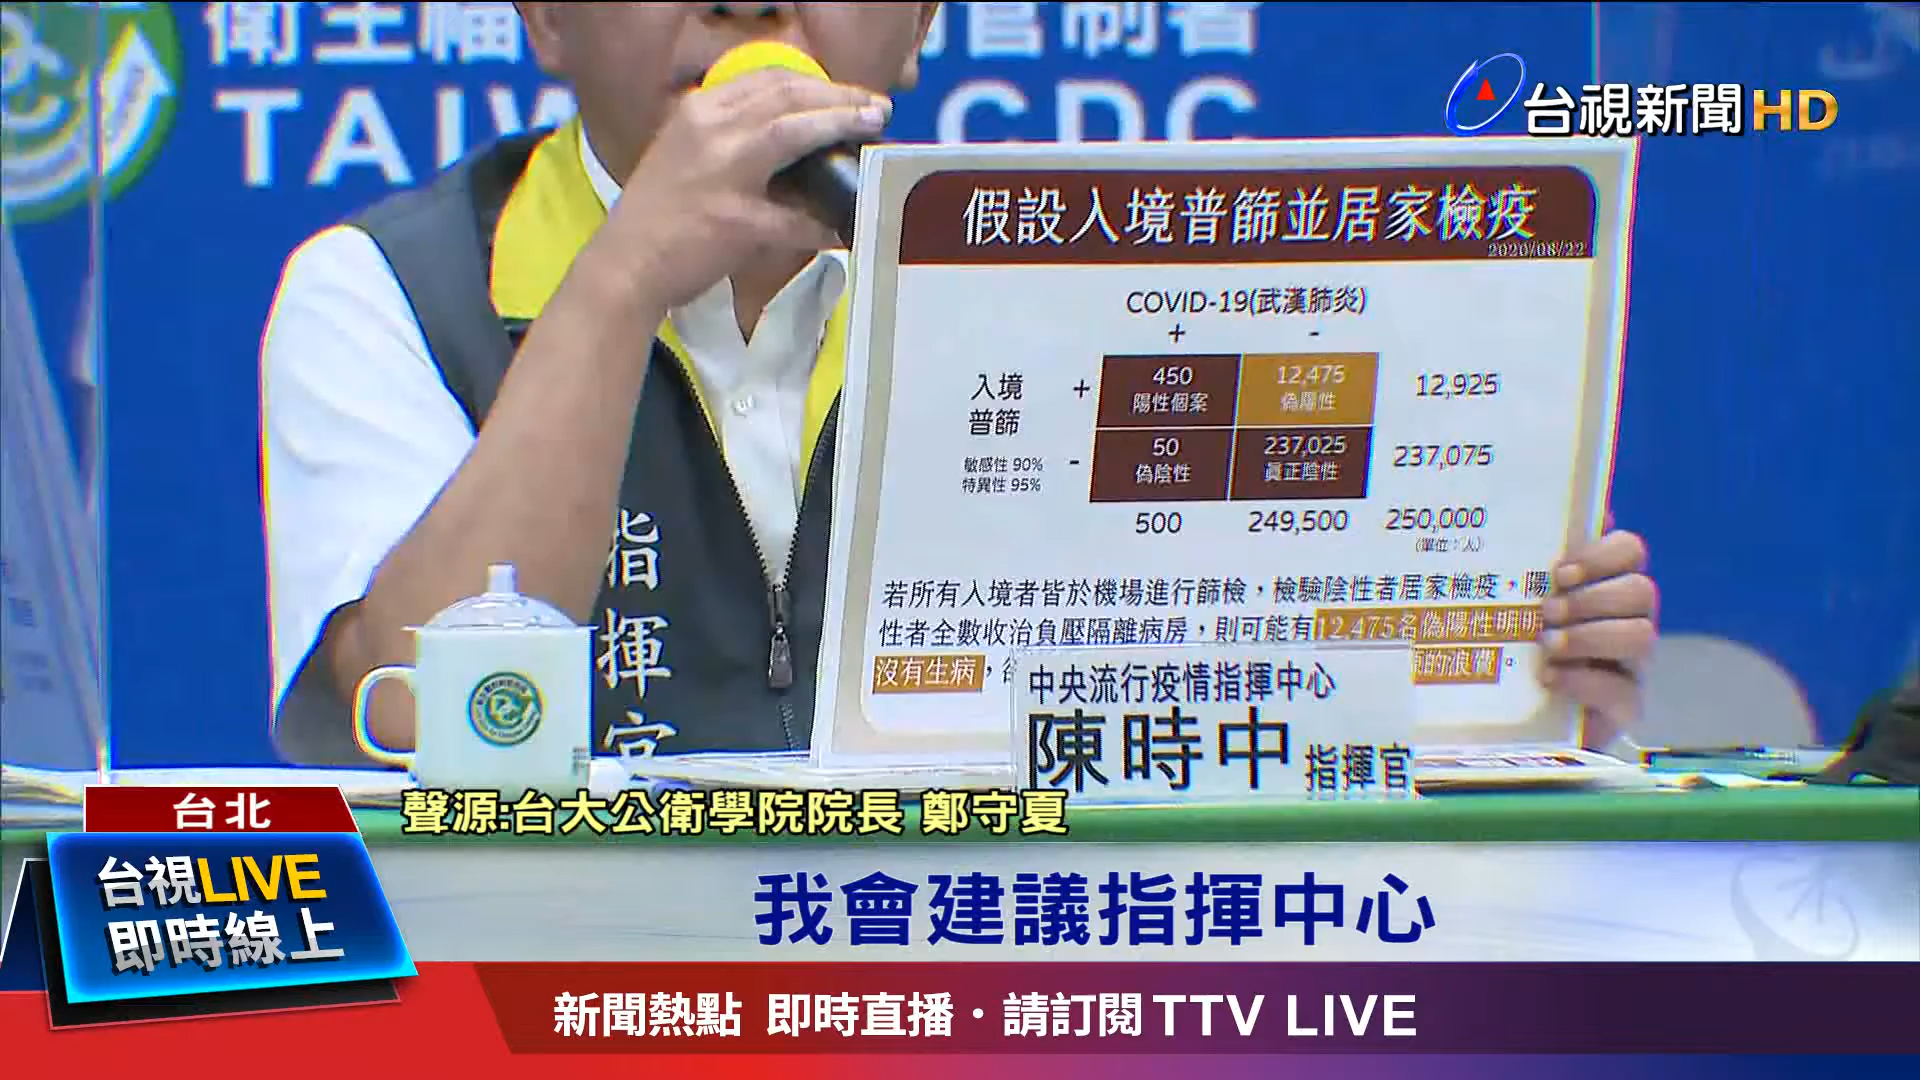 TAIW
CDC
台視新聞HD
假設入境普篩並居家檢疫
2020/08/22
COVID-19(武漢肺炎)
+ -
入境
普篩
敏感性 90%
特異性 95%
+ 450 12,475 12,925
陽性個案 偽陽性
- 50 237,025 237,075
偽陰性 真正陰性
500 249,500 250,000
(單位:人)
若所有入境者皆於機場進行篩檢,檢驗陰性者居家檢疫,陽
性者全數收治負壓隔離病房,則可能有12,475名偽陽性明明
沒有生病,
的浪費。
指揮官
中央流行疫情指揮中心
陳時中 指揮官
台北
聲源:台大公衛學院院長 鄭守夏
台視LIVE
即時線上
我會建議指揮中心
新聞熱點 即時直播・請訂閱TTV LIVE